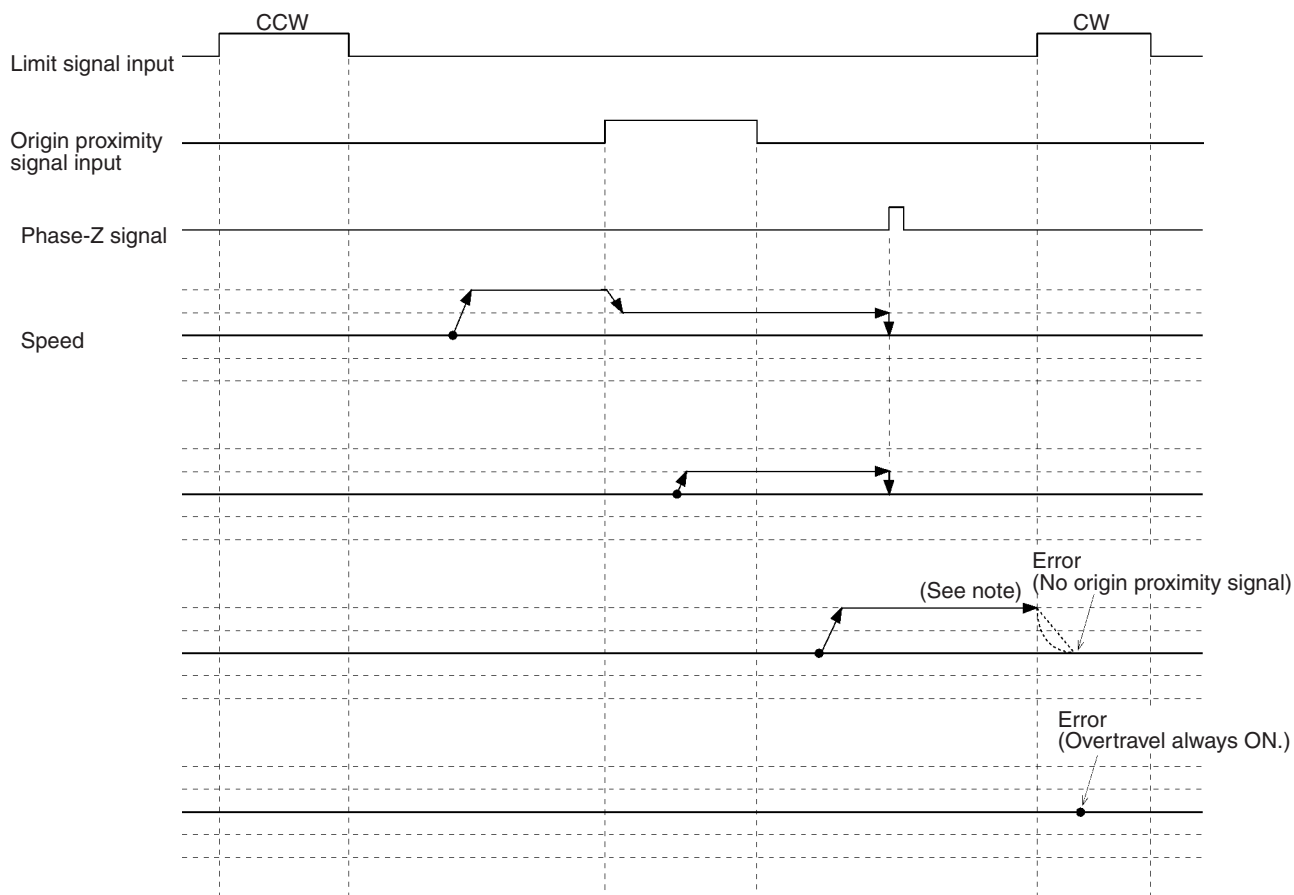 CCW
CW
Limit signal input
Origin proximity
signal input
Phase-Z signal
Speed
Error
(No origin proximity signal)
(See note)
Error
(Overtravel always ON.)